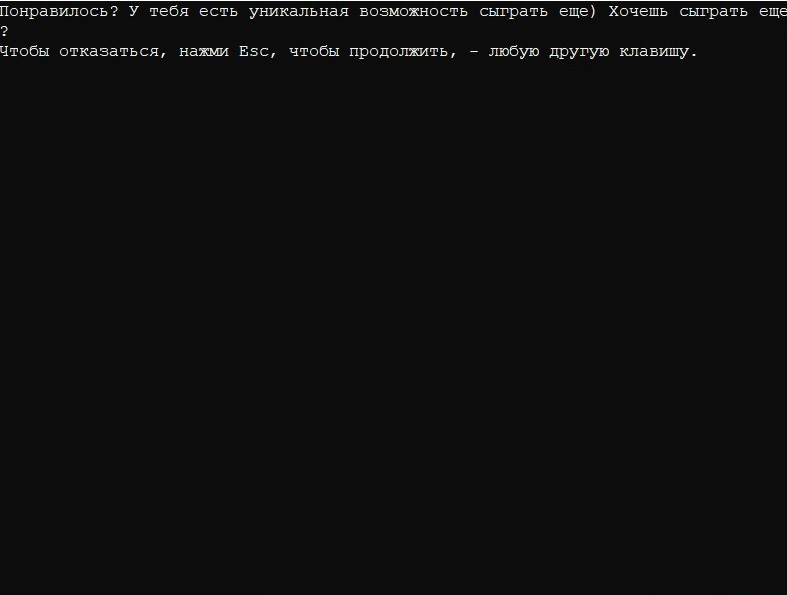 Понравилось? У тебя есть уникальная возможность сыграть еще) Хочешь сыграть еще
?
Чтобы отказаться, нажми Esc, чтобы продолжить, - любую другую клавишу.